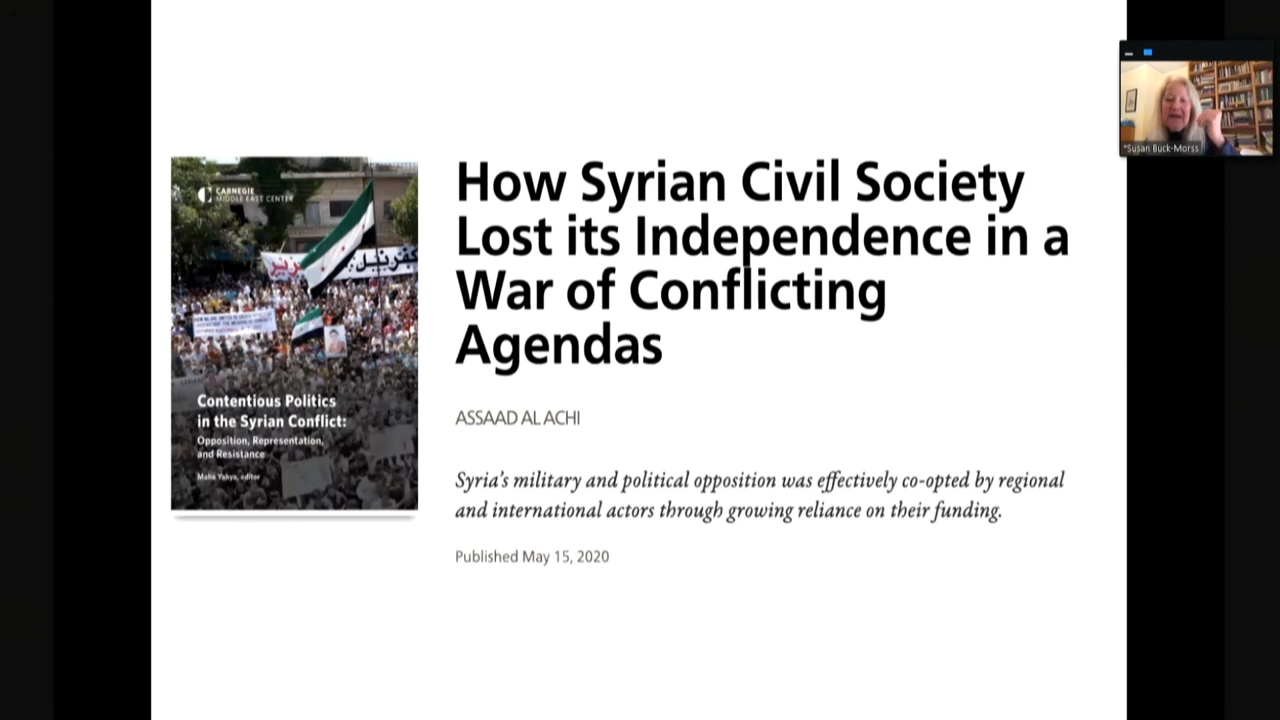 *Susan Buck-Morss
CARNEGIE
MIDDLE EAST CENTER
Contentious Politics
in the Syrian Conflict:
Opposition, Representation,
and Resistance
Maha Yahya, editor
How Syrian Civil Society
Lost its Independence in a
War of Conflicting
Agendas
ASSAAD AL ACHI
Syria’s military and political opposition was effectively co-opted by regional
and international actors through growing reliance on their funding.
Published May 15, 2020